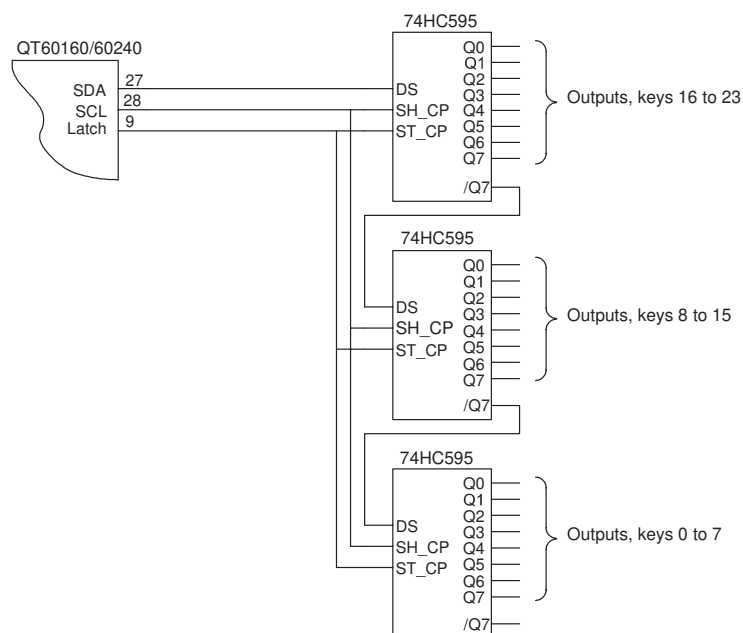 QT60160/60240
SDA
27
SCL
28
Latch
9
74HC595
DS
SH_CP
ST_CP
Q0
Q1
Q2
Q3
Q4
Q5
Q6
Q7
/Q7
Outputs, keys 16 to 23
74HC595
DS
SH_CP
ST_CP
Q0
Q1
Q2
Q3
Q4
Q5
Q6
Q7
/Q7
Outputs, keys 8 to 15
74HC595
DS
SH_CP
ST_CP
Q0
Q1
Q2
Q3
Q4
Q5
Q6
Q7
/Q7
Outputs, keys 0 to 7